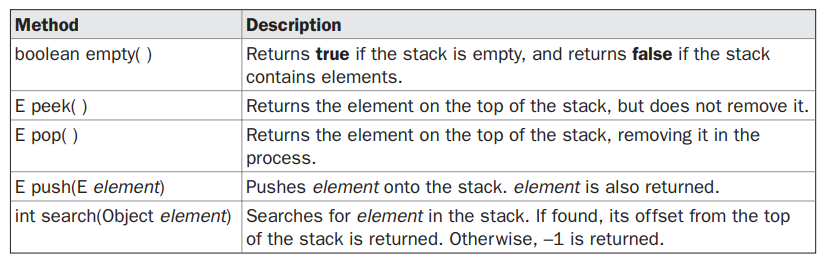 Method Description
boolean empty( ) Returns true if the stack is empty, and returns false if the stack
contains elements.
E peek( ) Returns the element on the top of the stack, but does not remove it.
E pop( ) Returns the element on the top of the stack, removing it in the
process.
E push(E element) Pushes element onto the stack. element is also returned.
int search(Object element) Searches for element in the stack. If found, its offset from the top
of the stack is returned. Otherwise, –1 is returned.